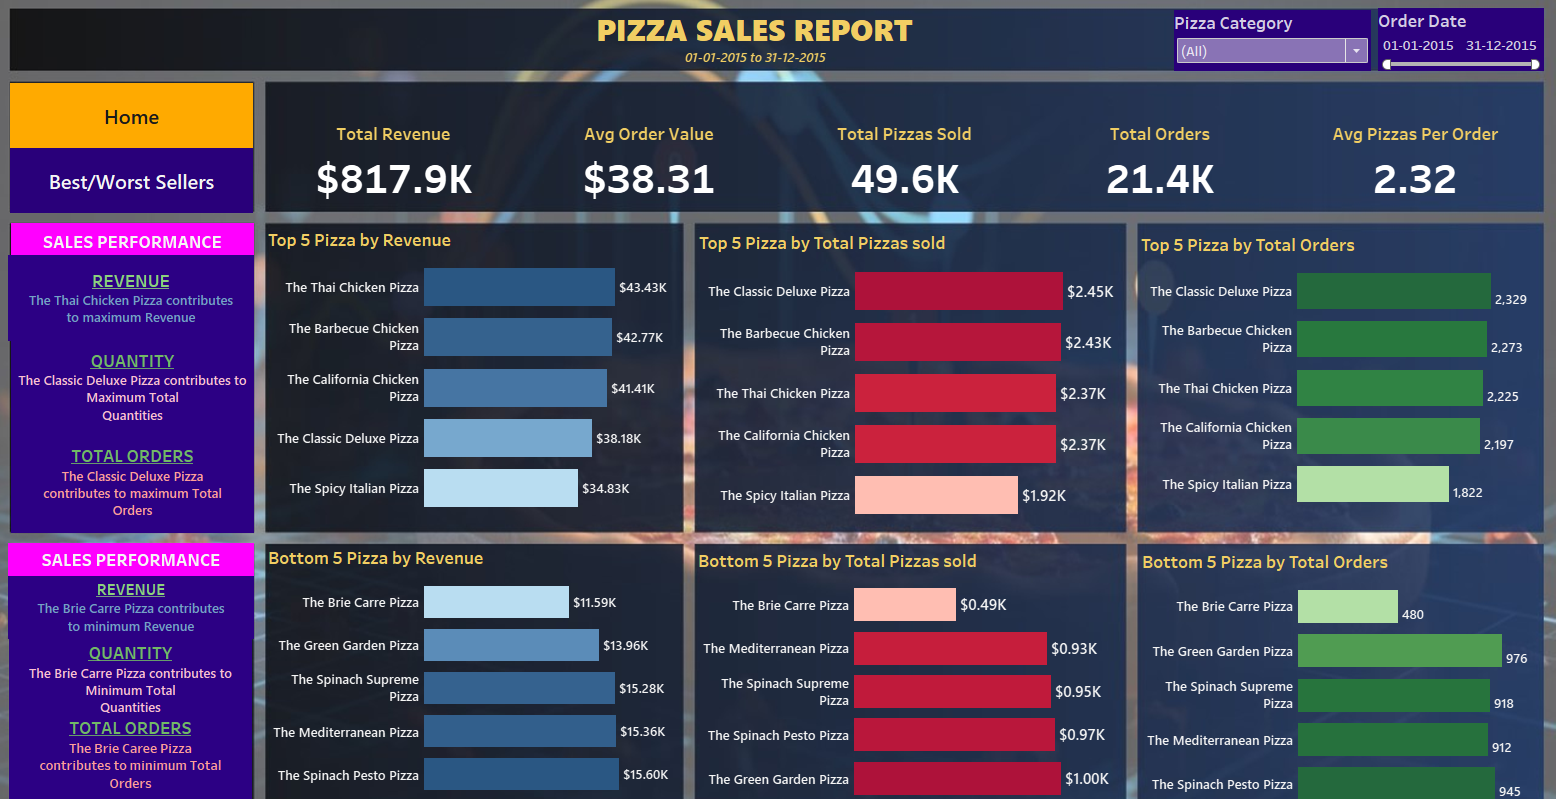 PIZZA SALES REPORT
01-01-2015 to 31-12-2015
Pizza Category
(All)
Order Date
01-01-2015 31-12-2015
Home
Best/Worst Sellers
Total Revenue
$817.9K
Avg Order Value
$38.31
Total Pizzas Sold
49.6K
Total Orders
21.4K
Avg Pizzas Per Order
2.32
SALES PERFORMANCE
REVENUE
The Thai Chicken Pizza contributes
to maximum Revenue
QUANTITY
The Classic Deluxe Pizza contributes to
Maximum Total
Quantities
TOTAL ORDERS
The Classic Deluxe Pizza
contributes to maximum Total
Orders
Top 5 Pizza by Revenue
The Thai Chicken Pizza $43.43K
The Barbecue Chicken
Pizza $42.77K
The California Chicken
Pizza $41.41K
The Classic Deluxe Pizza $38.18K
The Spicy Italian Pizza $34.83K
Top 5 Pizza by Total Pizzas sold
The Classic Deluxe Pizza $2.45K
The Barbecue Chicken
Pizza $2.43K
The Thai Chicken Pizza $2.37K
The California Chicken
Pizza $2.37K
The Spicy Italian Pizza $1.92K
Top 5 Pizza by Total Orders
The Classic Deluxe Pizza 2,329
The Barbecue Chicken
Pizza 2,273
The Thai Chicken Pizza 2,225
The California Chicken
Pizza 2,197
The Spicy Italian Pizza 1,822
SALES PERFORMANCE
REVENUE
The Brie Carre Pizza contributes
to minimum Revenue
QUANTITY
The Brie Carre Pizza contributes to
Minimum Total
Quantities
TOTAL ORDERS
The Brie Caree Pizza
contributes to minimum Total
Orders
Bottom 5 Pizza by Revenue
The Brie Carre Pizza $11.59K
The Green Garden Pizza $13.96K
The Spinach Supreme
Pizza $15.28K
The Mediterranean Pizza $15.36K
The Spinach Pesto Pizza $15.60K
Bottom 5 Pizza by Total Pizzas sold
The Brie Carre Pizza $0.49K
The Mediterranean Pizza $0.93K
The Spinach Supreme
Pizza $0.95K
The Spinach Pesto Pizza $0.97K
The Green Garden Pizza $1.00K
Bottom 5 Pizza by Total Orders
The Brie Carre Pizza 480
The Green Garden Pizza 976
The Spinach Supreme
Pizza 918
The Mediterranean Pizza 912
The Spinach Pesto Pizza 945